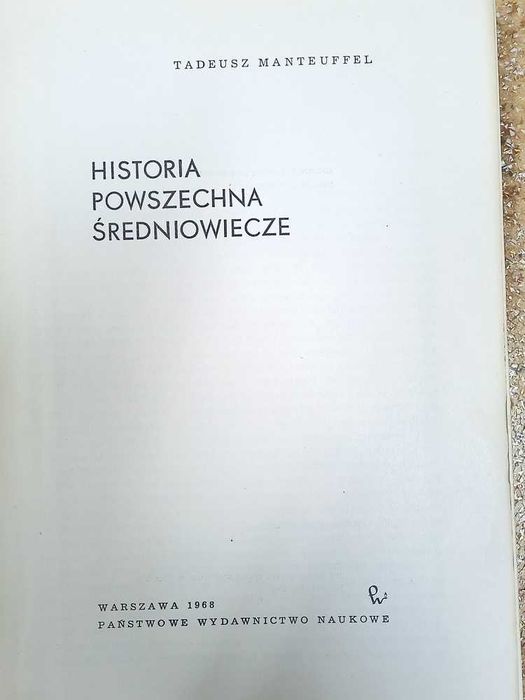 TADEUSZ MANTEUFFEL
HISTORIA
POWSZECHNA
ŚREDNIOWIECZE
WARSZAWA 1968
PAŃSTWOWE WYDAWNICTWO NAUKOWE